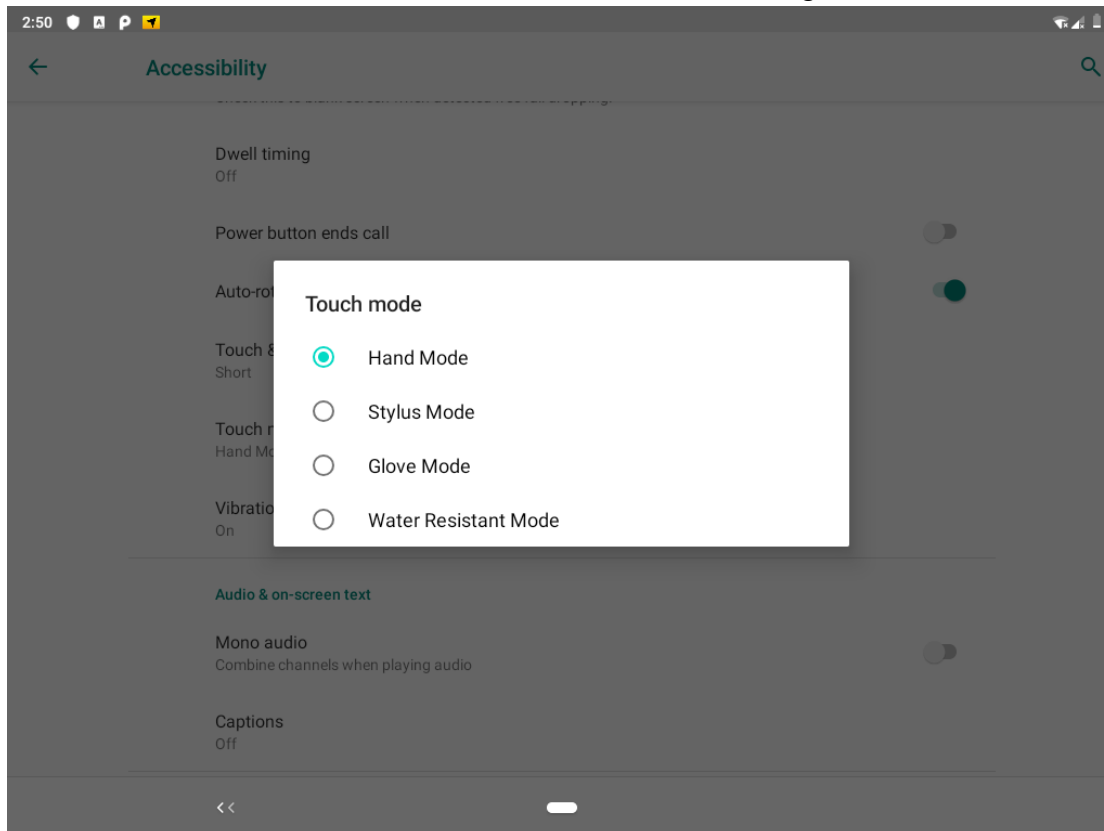 2:50
Accessibility
Dwell timing
Off
Power button ends call
Auto-rot
Touch mode
Hand Mode
Touch &
Short
Stylus Mode
Touch
Hand Mo
Glove Mode
Vibratio
On
Water Resistant Mode
Audio & on-screen text
Mono audio
Combine channels when playing audio
Captions
Off